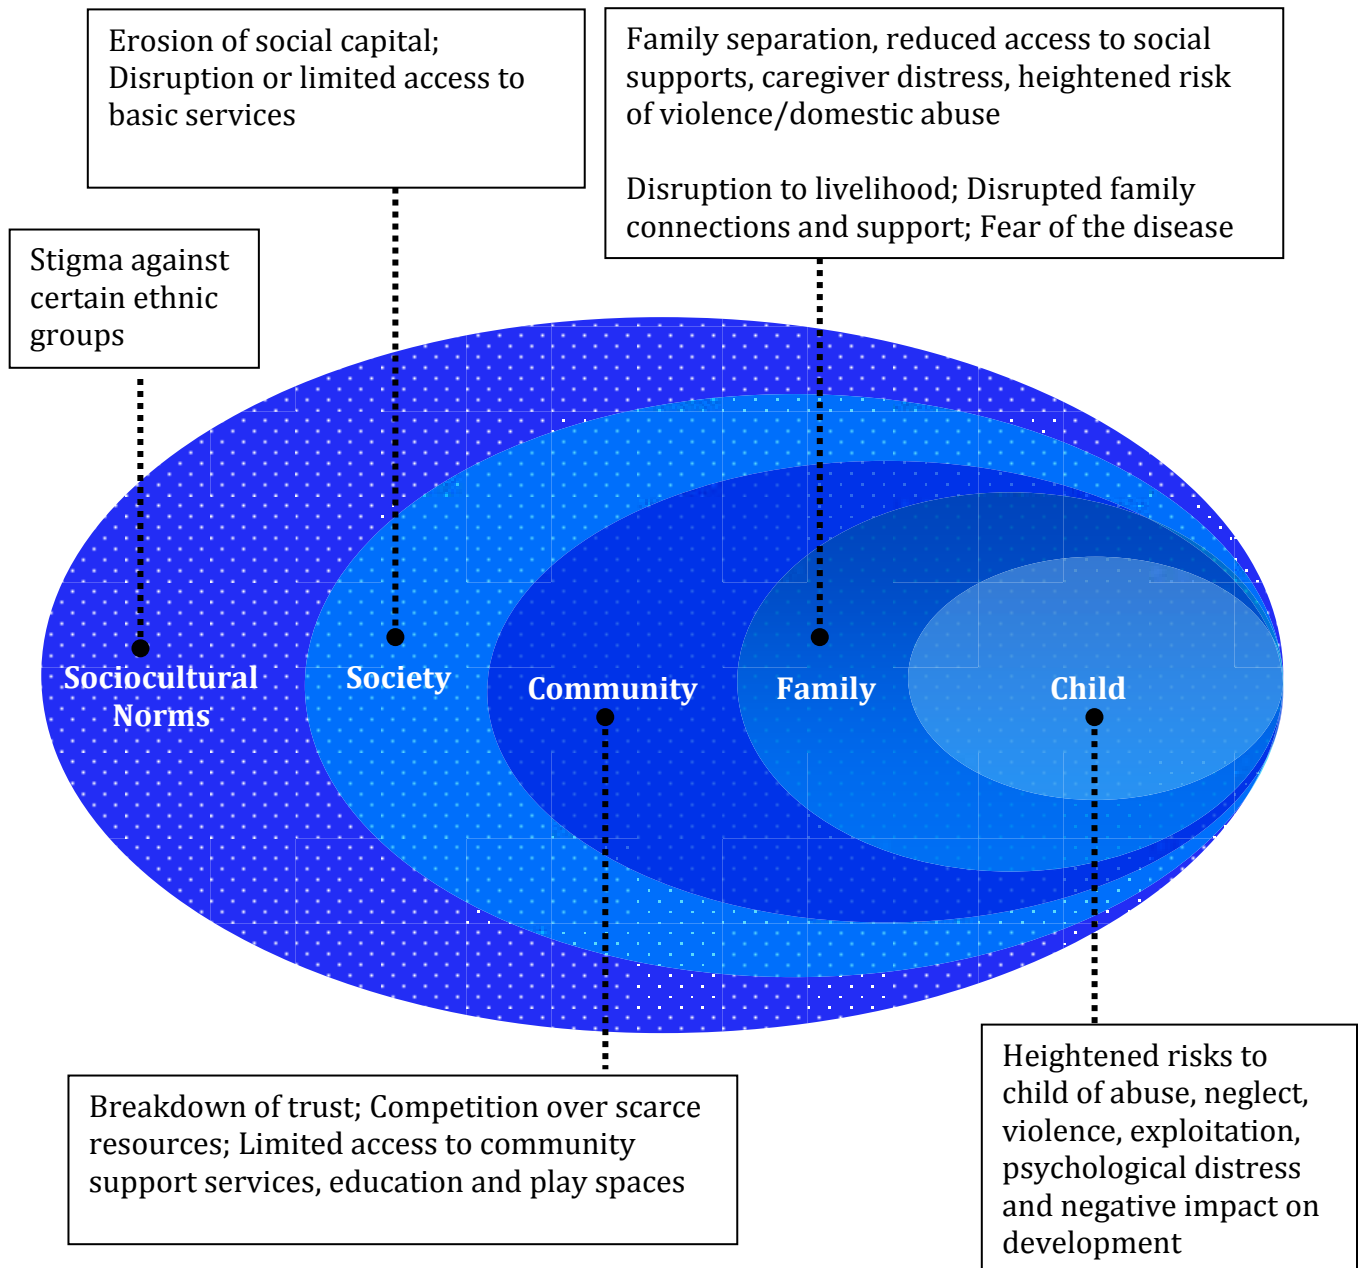 Erosion of social capital;
Disruption or limited access to
basic services
Family separation, reduced access to social
supports, caregiver distress, heightened risk
of violence/domestic abuse
Disruption to livelihood; Disrupted family
connections and support; Fear of the disease
Stigma against
certain ethnic
groups
Sociocultural
Norms
Society
Community
Family
Child
Breakdown of trust; Competition over scarce
resources; Limited access to community
support services, education and play spaces
Heightened risks to
child of abuse, neglect,
violence, exploitation,
psychological distress
and negative impact on
development